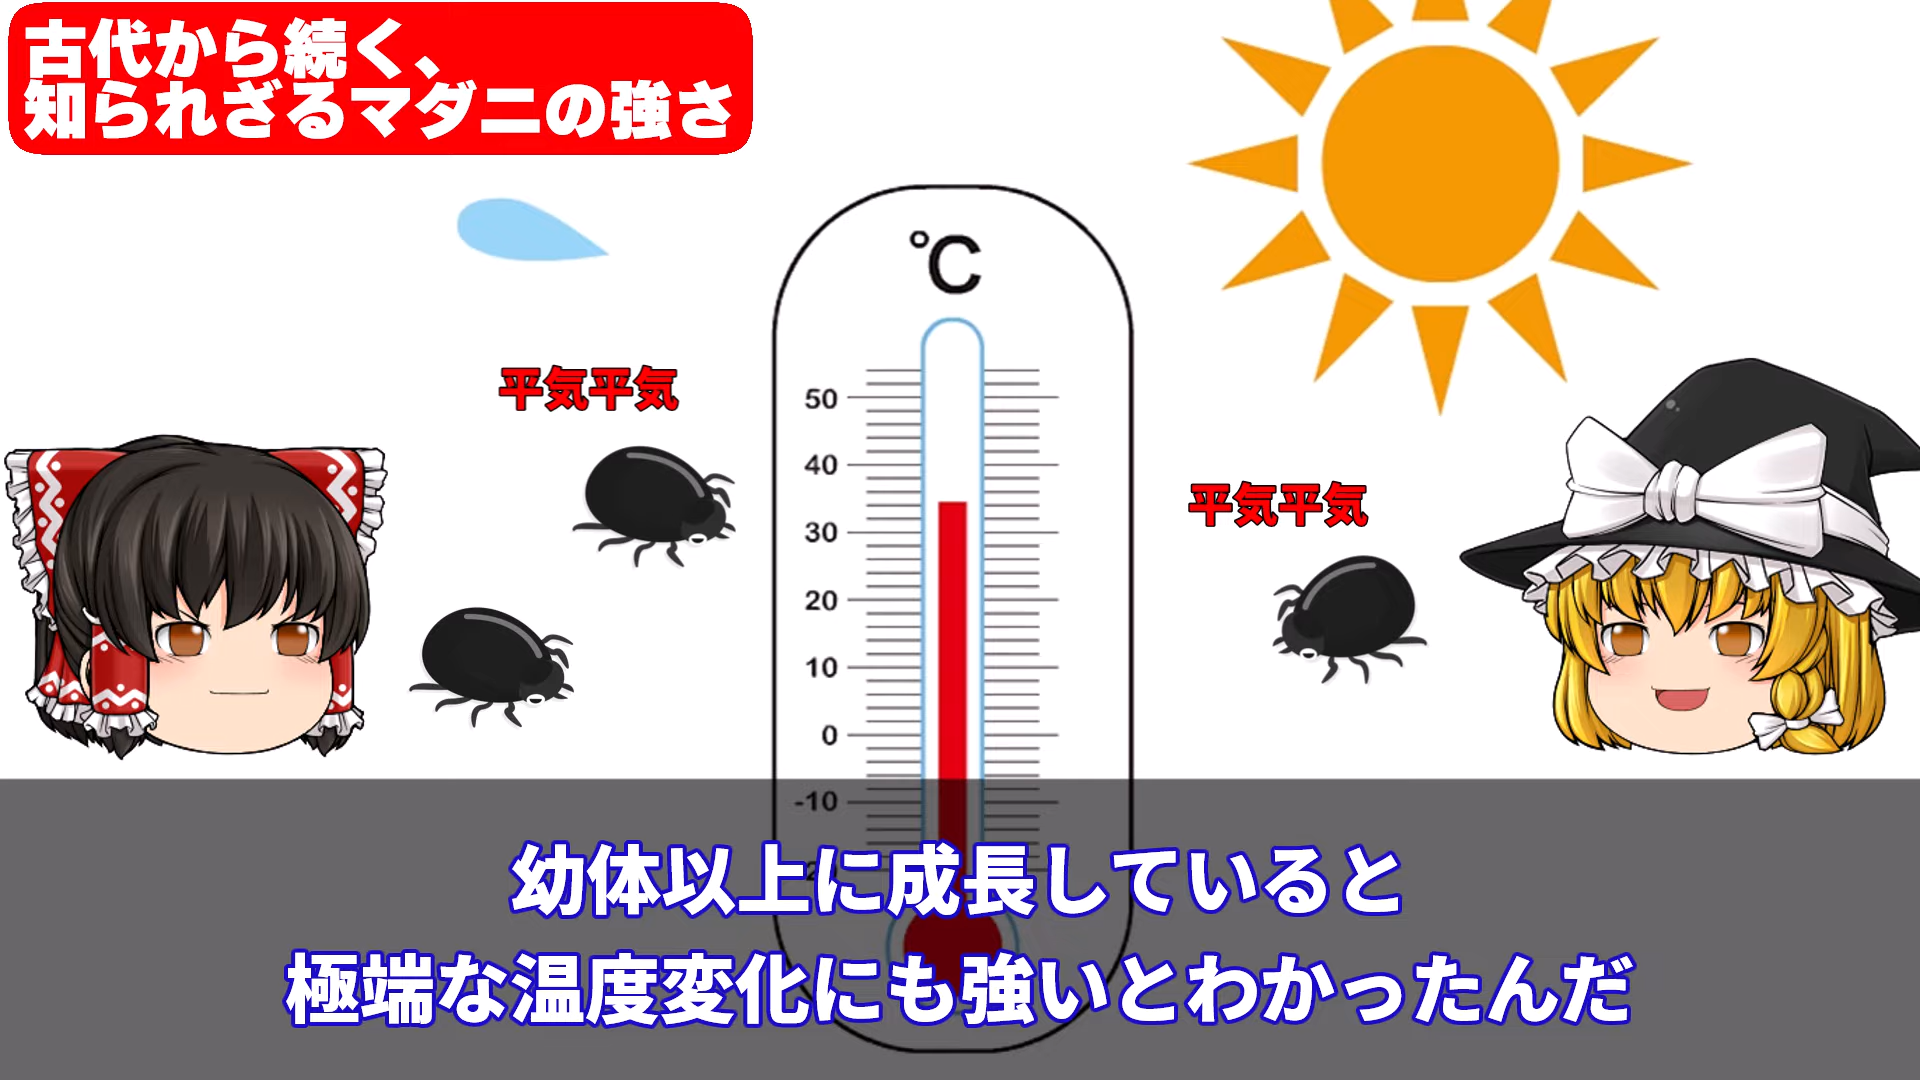 古代から続く、
知られざるマダニの強さ
℃
平気平気
平気平気
50
40
30
20
10
0
-10
幼体以上に成長していると
極端な温度変化にも強いとわかったんだ